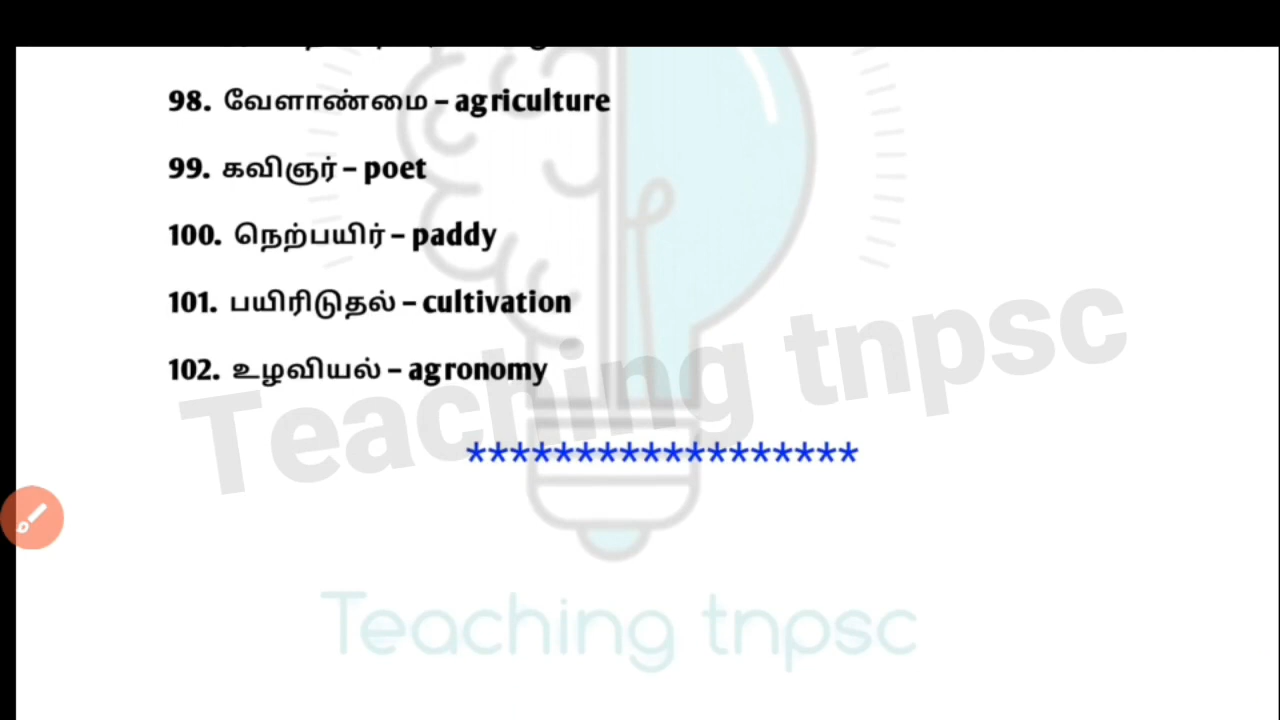 98. வேளாண்மை – agriculture
99. கவிஞர் – poet
100. நெற்பயிர் – paddy
101. பயிரிடுதல் – cultivation
102. உழவியல் – agronomy
Teaching tnpsc
******************
Teaching tnpsc